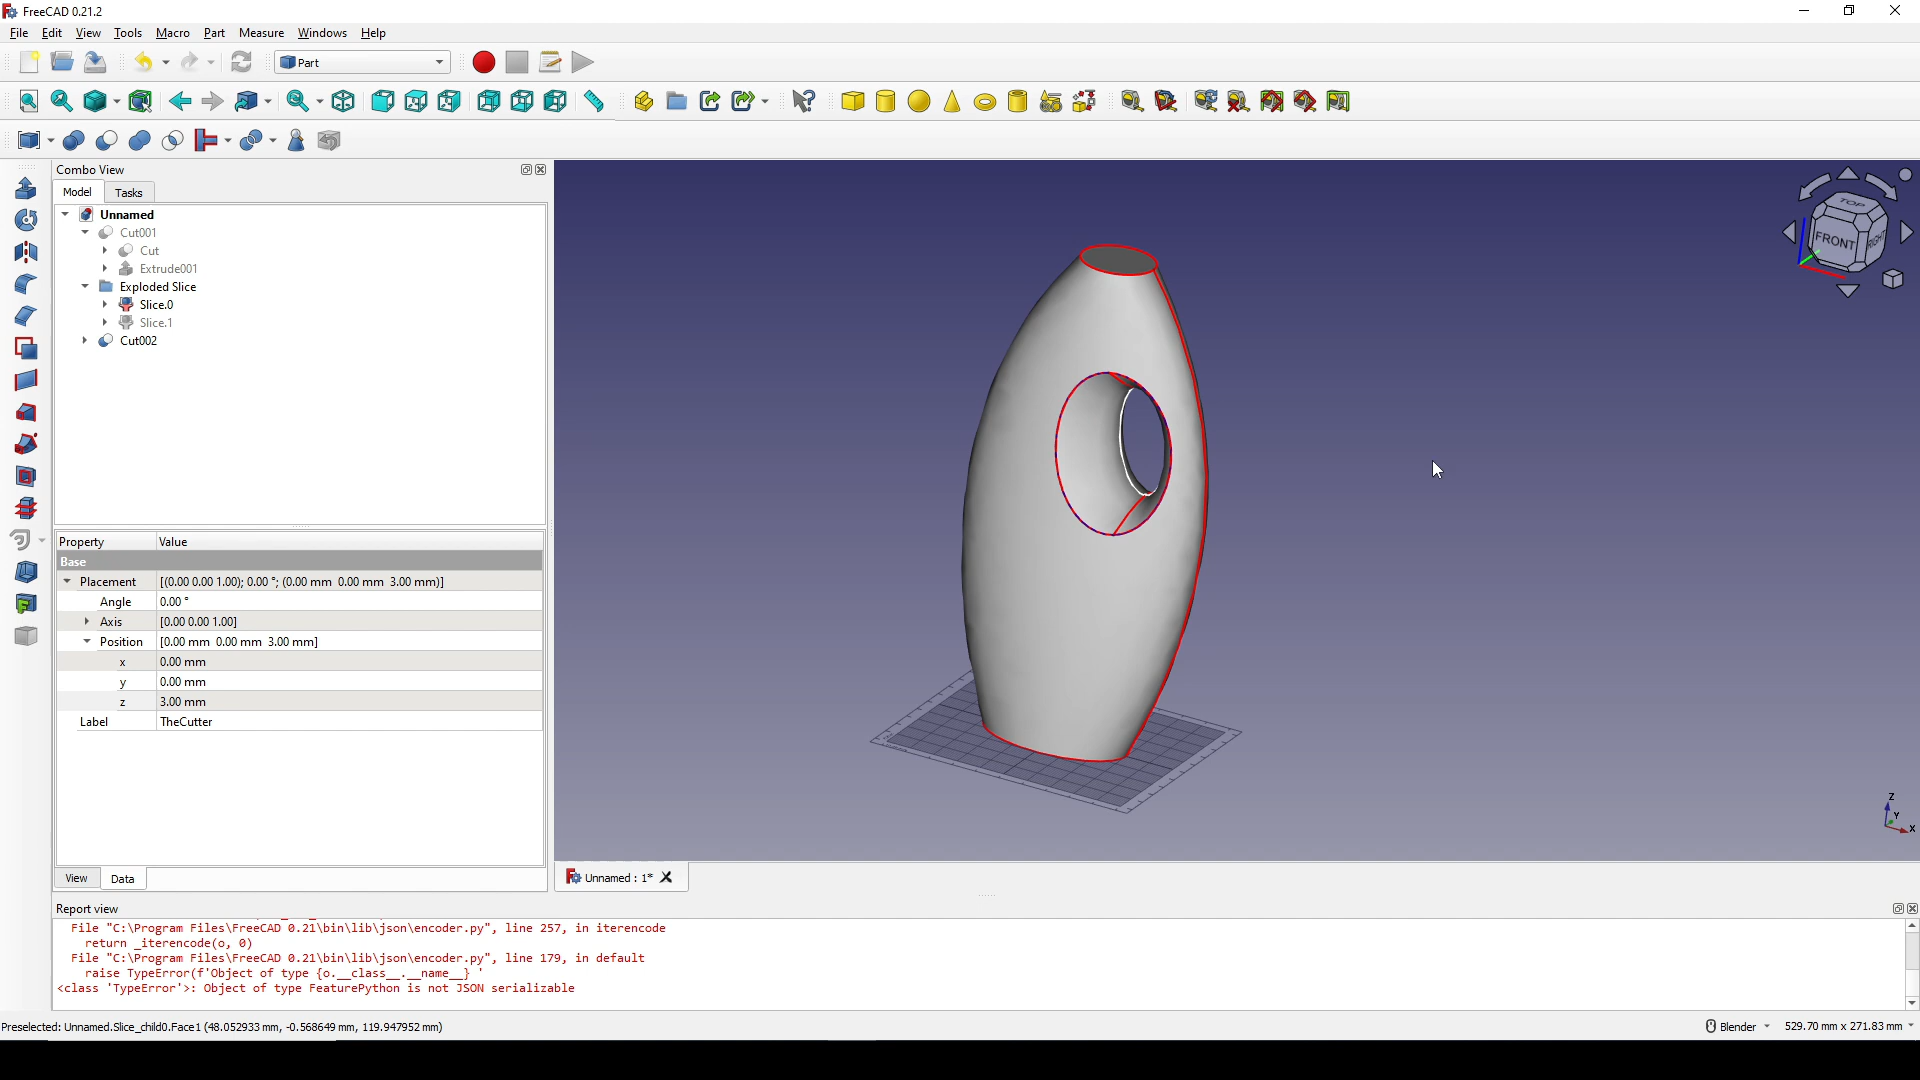 FreeCAD 0.21.2
File Edit View Tools Macro Part Measure Windows Help
Part
Combo View
Model Tasks
Unnamed
Cut001
Cut
Extrude001
Exploded Slice
Slice.0
Slice.1
Cut002
Property Value
Base
Placement [(0.00 0.00 1.00); 0.00 °; (0.00 mm 0.00 mm 3.00 mm)]
Angle 0.00 °
Axis [0.00 0.00 1.00]
Position [0.00 mm 0.00 mm 3.00 mm]
x 0.00 mm
y 0.00 mm
z 3.00 mm
Label TheCutter
View Data
TOP
FRONT
RIGHT
Z
Y
X
Unnamed : 1*
Report view
File "C:\Program Files\FreeCAD 0.21\bin\lib\json\encoder.py", line 257, in iterencode
return _iterencode(o, 0)
File "C:\Program Files\FreeCAD 0.21\bin\lib\json\encoder.py", line 179, in default
raise TypeError(f'Object of type {o.__class__.__name__} '
<class 'TypeError'>: Object of type FeaturePython is not JSON serializable
Preselected: Unnamed.Slice_child0.Face1 (48.052933 mm, -0.568649 mm, 119.947952 mm)
Blender 529.70 mm x 271.83 mm